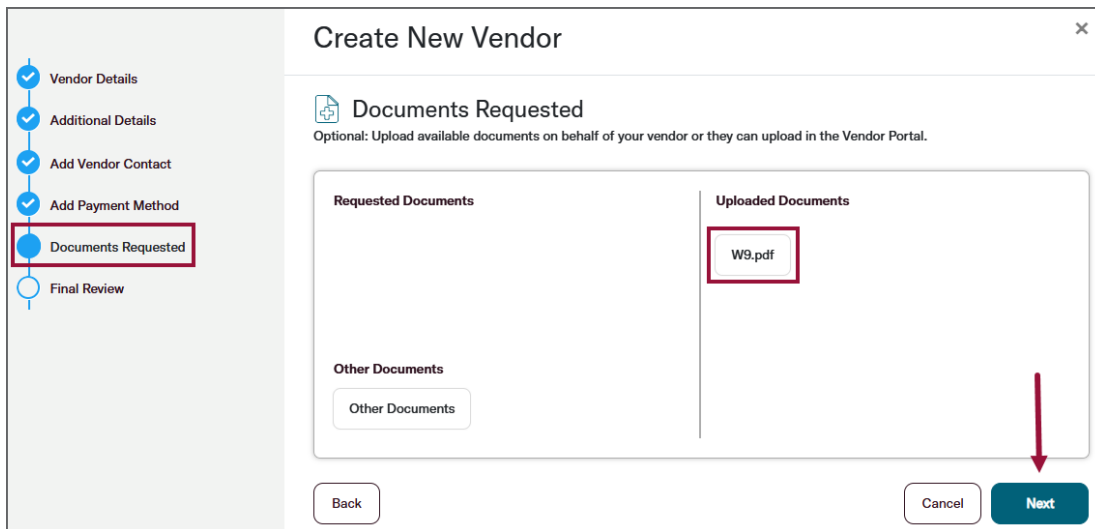 Create New Vendor
×
Vendor Details
Additional Details
Add Vendor Contact
Add Payment Method
Documents Requested
Final Review
Documents Requested
Optional: Upload available documents on behalf of your vendor or they can upload in the Vendor Portal.
Requested Documents
Other Documents
Other Documents
Uploaded Documents
W9.pdf
Back
Cancel
Next